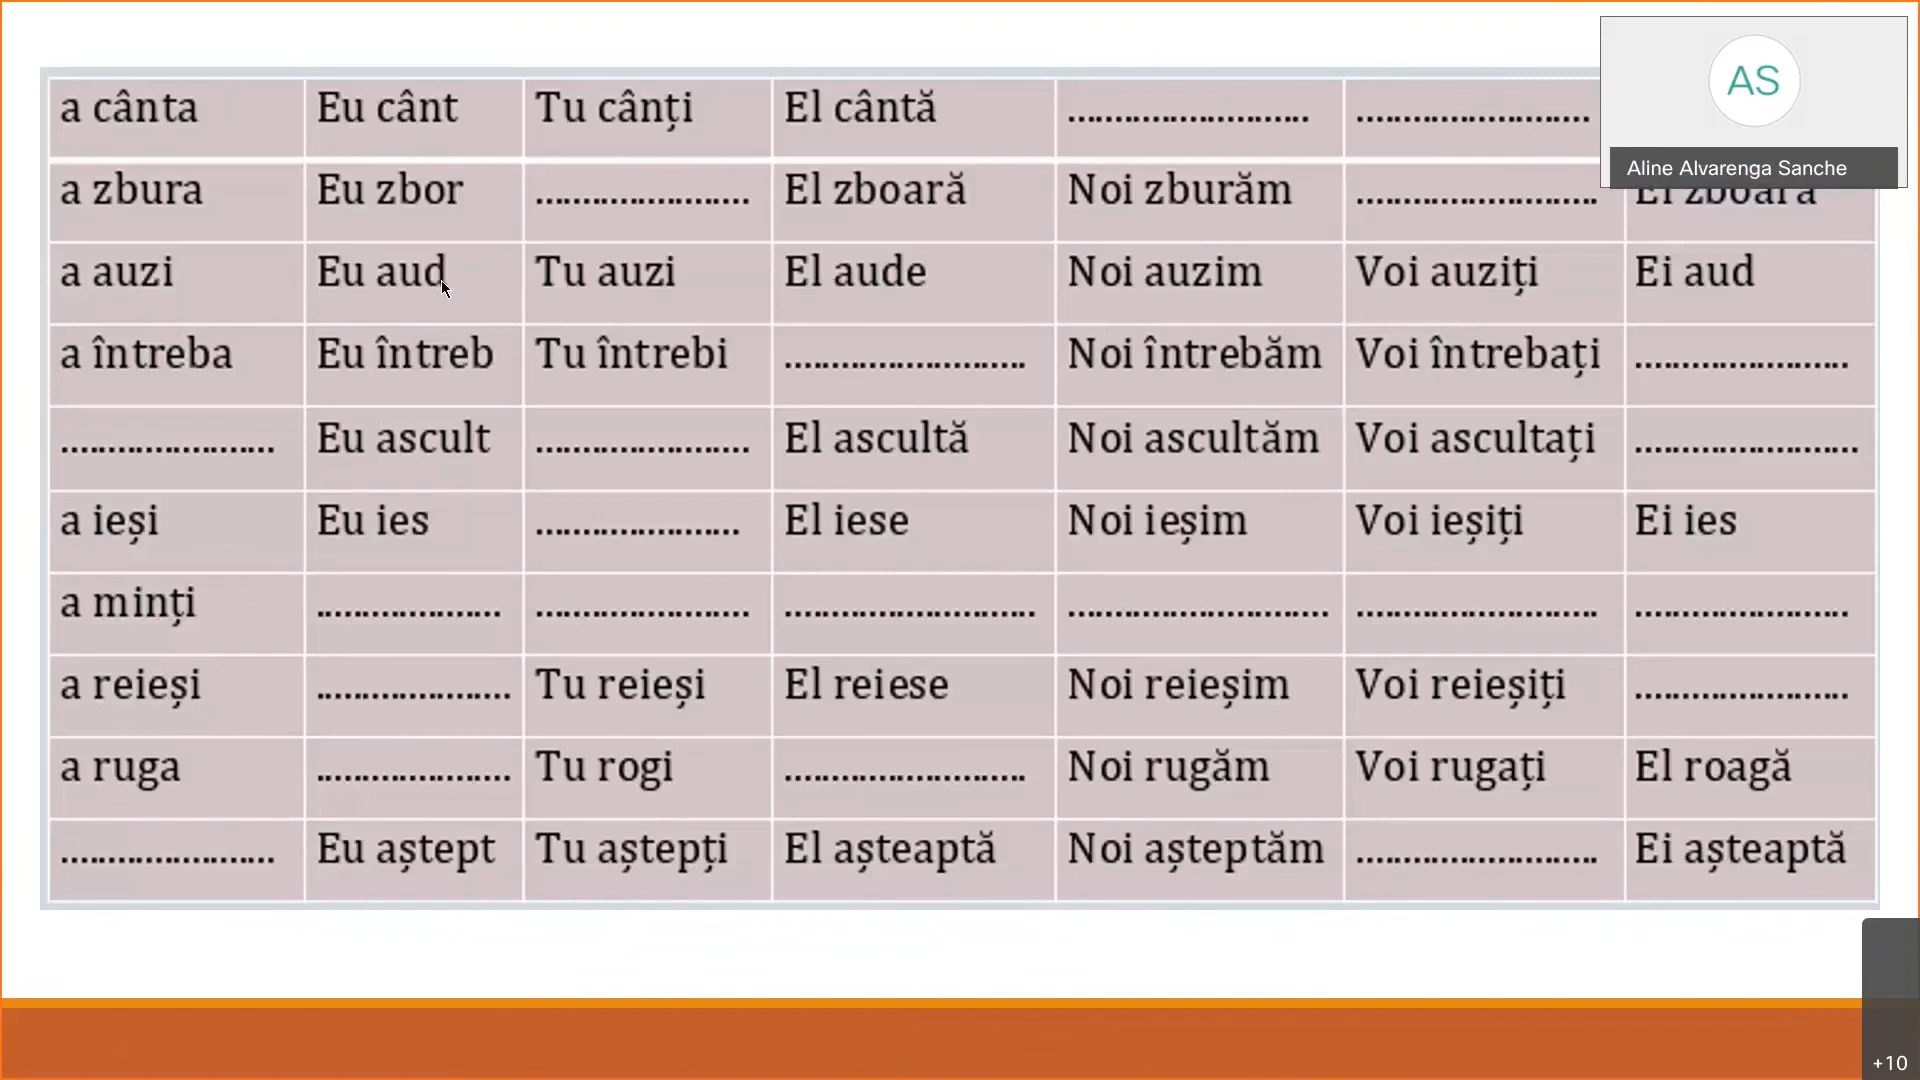 a cânta Eu cânt Tu cânți El cântă .......................... .........................
AS
Aline Alvarenga Sanche
a zbura Eu zbor ....................... El zboară Noi zburăm .......................... Ei zboară
a auzi Eu aud Tu auzi El aude Noi auzim Voi auziți Ei aud
a întreba Eu întreb Tu întrebi .......................... Noi întrebăm Voi întrebați .......................
....................... Eu ascult ....................... El ascultă Noi ascultăm Voi ascultați ........................
a ieși Eu ies ...................... El iese Noi ieșim Voi ieșiți Ei ies
a minți .................... ....................... ........................... ............................ .......................... .......................
a reieși ..................... Tu reieși El reiese Noi reieșim Voi reieșiți .......................
a ruga ..................... Tu rogi .......................... Noi rugăm Voi rugați El roagă
....................... Eu aștept Tu aștepți El așteaptă Noi așteptăm .......................... Ei așteaptă
+10